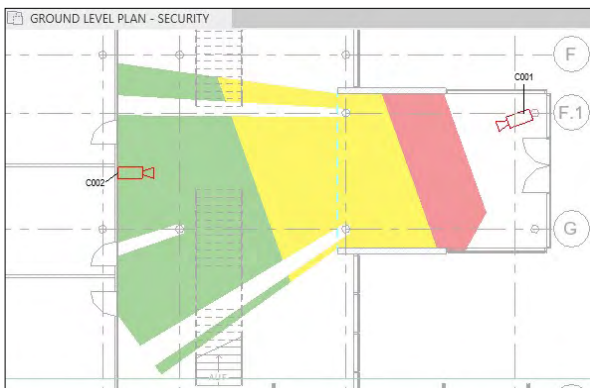 GROUND LEVEL PLAN - SECURITY
F
C001
F.1
C002
G